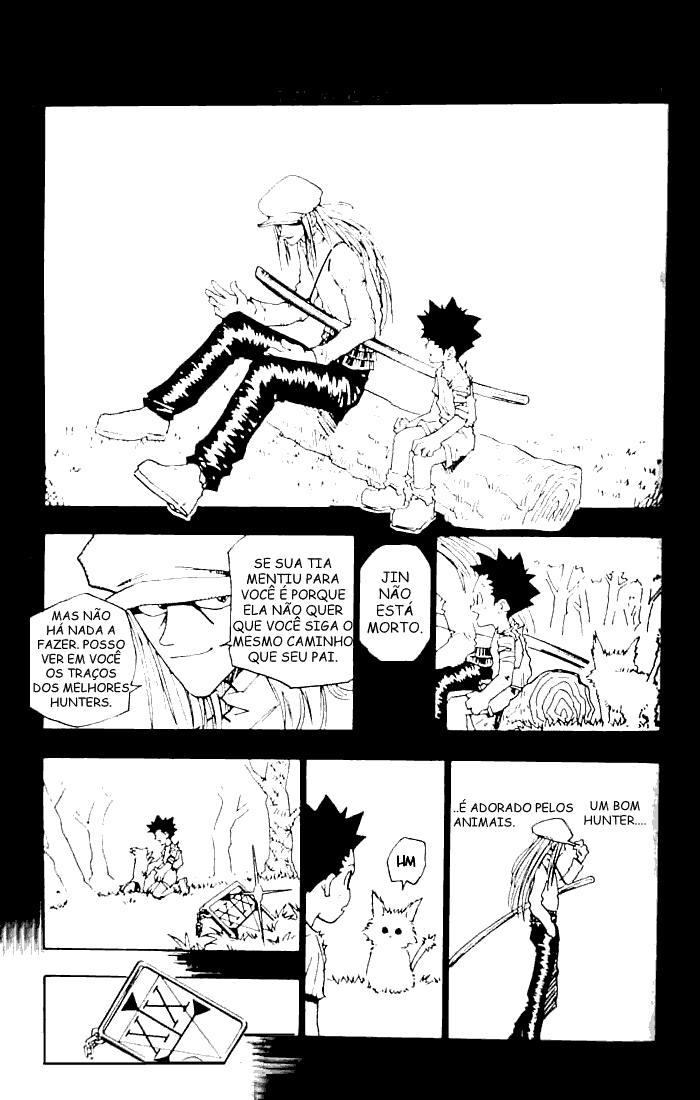 JIN
NÃO
ESTÁ
MORTO.
SE SUA TIA
MENTIU PARA
VOCÊ É PORQUE
ELA NÃO QUER
QUE VOCÊ SIGA O
MESMO CAMINHO
QUE SEU PAI.
MAS NÃO
HÁ NADA A
FAZER. POSSO
VER EM VOCÊ
OS TRAÇOS
DOS MELHORES
HUNTERS.
UM BOM
HUNTER....
..É ADORADO PELOS
ANIMAIS.
HM
XX